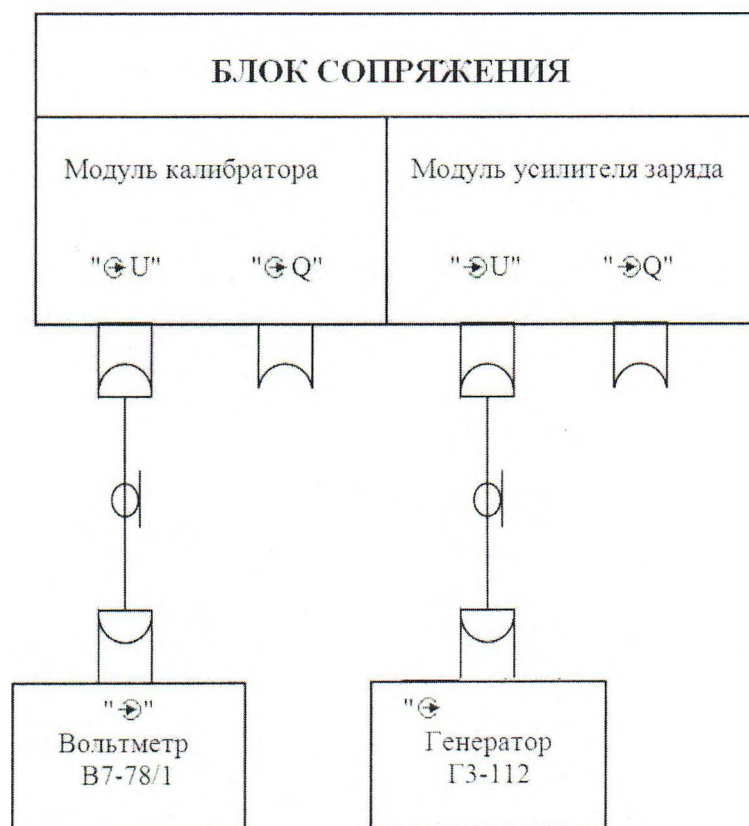 БЛОК СОПРЯЖЕНИЯ
Модуль калибратора
Модуль усилителя заряда
"U"
"Q"
"U"
"Q"
""
Вольтметр
В7-78/1
"
Генератор
Г3-112